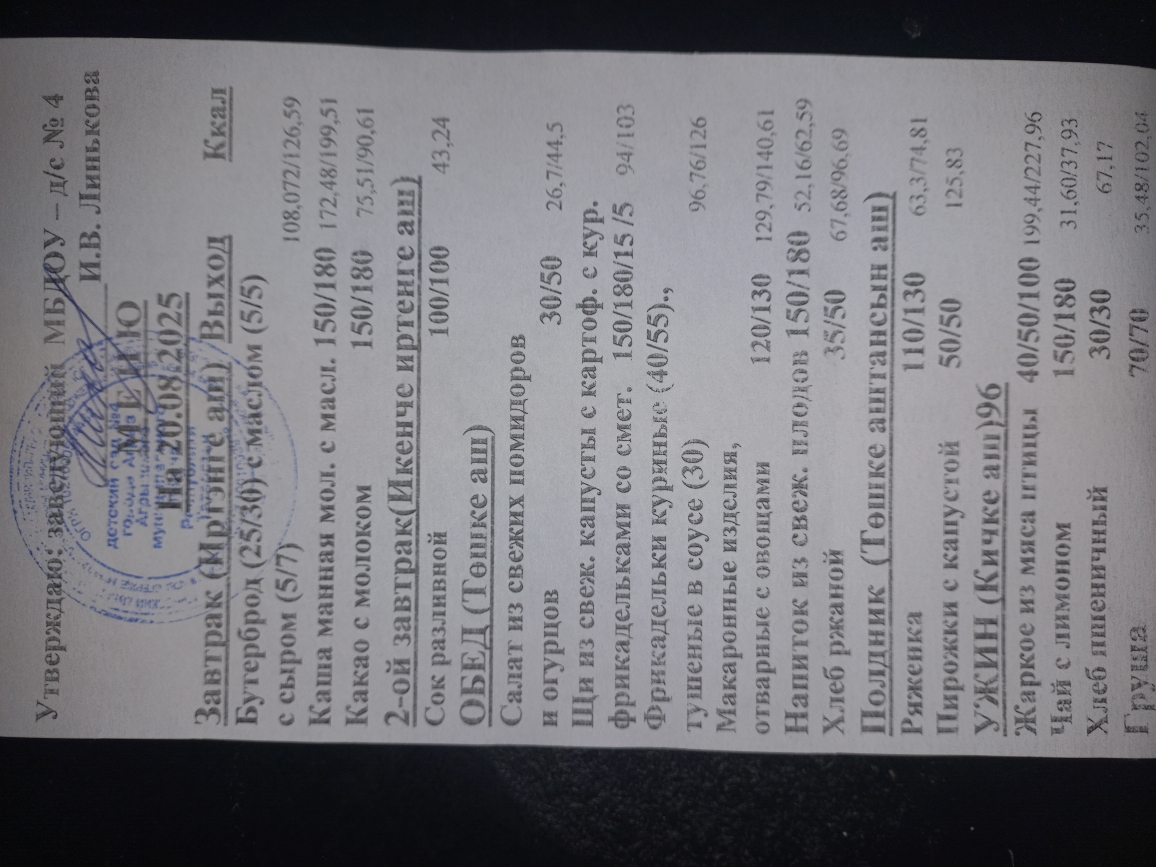 Утверждаю: заведующий МБДОУ – д/с № 4
И.В. Линькова
М Е Н Ю
На 20.08.2025
детский сад №4
Завтрак (Иртэнге аш) Выход Ккал
Бутерброд (25/30) с маслом (5/5)
с сыром (5/7) 108,072/126,59
Каша манная мол. с масл. 150/180 172,48/199,51
Какао с молоком 150/180 75,51/90,61
2-ой завтрак(Икенче иртенге аш)
Сок разливной 100/100 43,24
ОБЕД (Төшке аш)
Салат из свежих помидоров
и огурцов 30/50 26,7/44,5
Щи из свеж. капусты с картоф. с кур.
фрикадельками со смет. 150/180/15 /5 94/103
Фрикадельки куриные (40/55).,
тушеные в соусе (30) 96,76/126
Макаронные изделия,
отварные с овощами 120/130 129,79/140,61
Напиток из свеж. плодов 150/180 52,16/62,59
Хлеб ржаной 35/50 67,68/96,69
Полдник (Төшке аштансын аш)
Ряженка 110/130 63,3/74,81
Пирожки с капустой 50/50 125,83
УЖИН (Кичке аш)96
Жаркое из мяса птицы 40/50/100 199,44/227,96
Чай с лимоном 150/180 31,60/37,93
Хлеб пшеничный 30/30 67,17
Груша 70/70 35,48/102,04